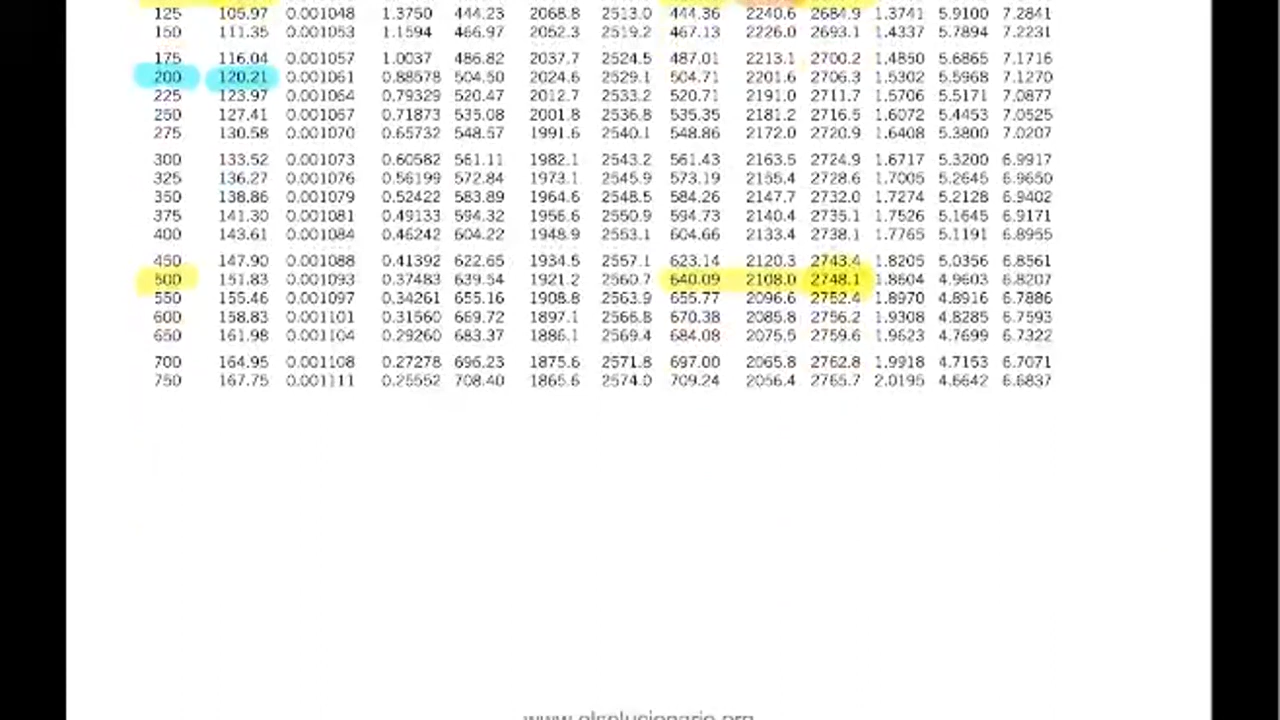 125 105.97 0.001048 1.3750 444.23 2068.8 2513.0 444.36 2240.6 2684.9 1.3741 5.9100 7.2841
150 111.35 0.001053 1.1594 466.97 2052.3 2519.2 467.13 2226.0 2693.1 1.4337 5.7894 7.2231
175 116.04 0.001057 1.0037 486.82 2037.7 2524.5 487.01 2213.1 2700.2 1.4850 5.6865 7.1716
200 120.21 0.001061 0.88578 504.50 2024.6 2529.1 504.71 2201.6 2706.3 1.5302 5.5968 7.1270
225 123.97 0.001064 0.79329 520.47 2012.7 2533.2 520.71 2191.0 2711.7 1.5706 5.5171 7.0877
250 127.41 0.001067 0.71873 535.08 2001.8 2536.8 535.35 2181.2 2716.5 1.6072 5.4453 7.0525
275 130.58 0.001070 0.65732 548.57 1991.6 2540.1 548.86 2172.0 2720.9 1.6408 5.3800 7.0207
300 133.52 0.001073 0.60582 561.11 1982.1 2543.2 561.43 2163.5 2724.9 1.6717 5.3200 6.9917
325 136.27 0.001076 0.56199 572.84 1973.1 2545.9 573.19 2155.4 2728.6 1.7005 5.2645 6.9650
350 138.86 0.001079 0.52422 583.89 1964.6 2548.5 584.26 2147.7 2732.0 1.7274 5.2128 6.9402
375 141.30 0.001081 0.49133 594.32 1956.6 2550.9 594.73 2140.4 2735.1 1.7526 5.1645 6.9171
400 143.61 0.001084 0.46242 604.22 1948.9 2553.1 604.66 2133.4 2738.1 1.7765 5.1191 6.8955
450 147.90 0.001088 0.41392 622.65 1934.5 2557.1 623.14 2120.3 2743.4 1.8205 5.0356 6.8561
500 151.83 0.001093 0.37483 639.54 1921.2 2560.7 640.09 2108.0 2748.1 1.8604 4.9603 6.8207
550 155.46 0.001097 0.34261 655.16 1908.8 2563.9 655.77 2096.6 2752.4 1.8970 4.8916 6.7886
600 158.83 0.001101 0.31560 669.72 1897.1 2566.8 670.38 2085.8 2756.2 1.9308 4.8285 6.7593
650 161.98 0.001104 0.29260 683.37 1886.1 2569.4 684.08 2075.5 2759.6 1.9623 4.7699 6.7322
700 164.95 0.001108 0.27278 696.23 1875.6 2571.8 697.00 2065.8 2762.8 1.9918 4.7153 6.7071
750 167.75 0.001111 0.25552 708.40 1865.6 2574.0 709.24 2056.4 2765.7 2.0195 4.6642 6.6837
www.elsolucionario.org